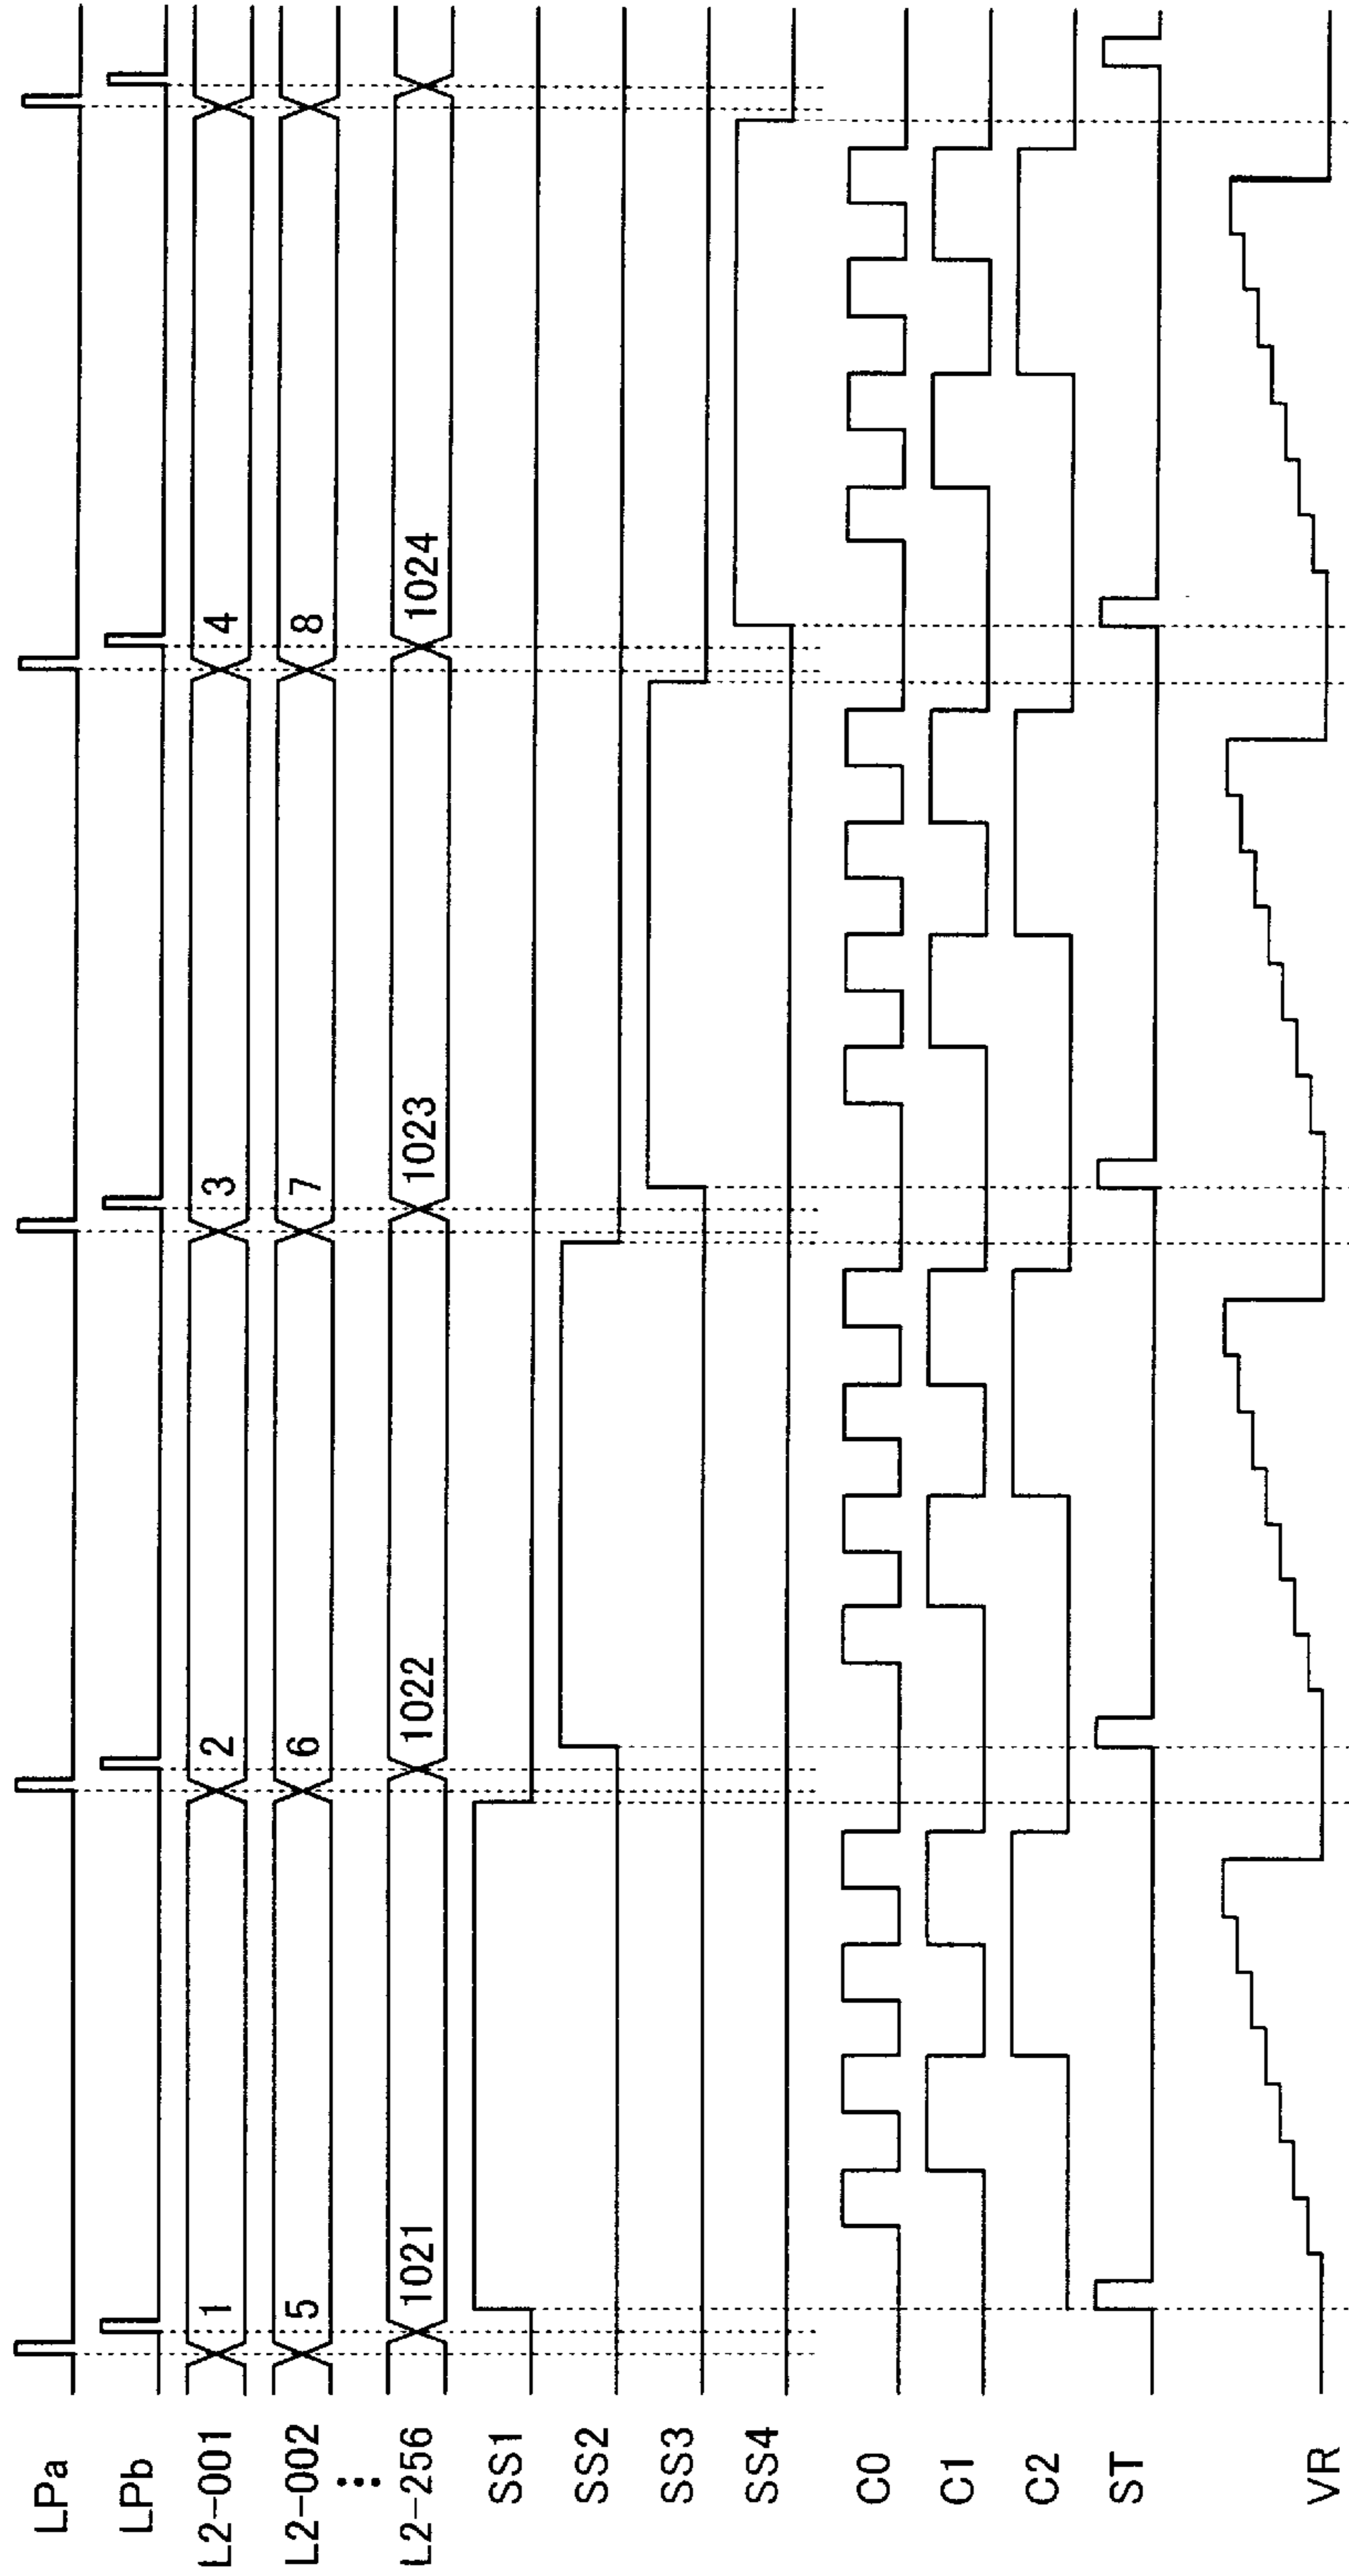 LPa
LPb
L2-001 1 2 3 4
L2-002 5 6 7 8
⋮
L2-256 1021 1022 1023 1024
SS1
SS2
SS3
SS4
C0
C1
C2
ST
VR